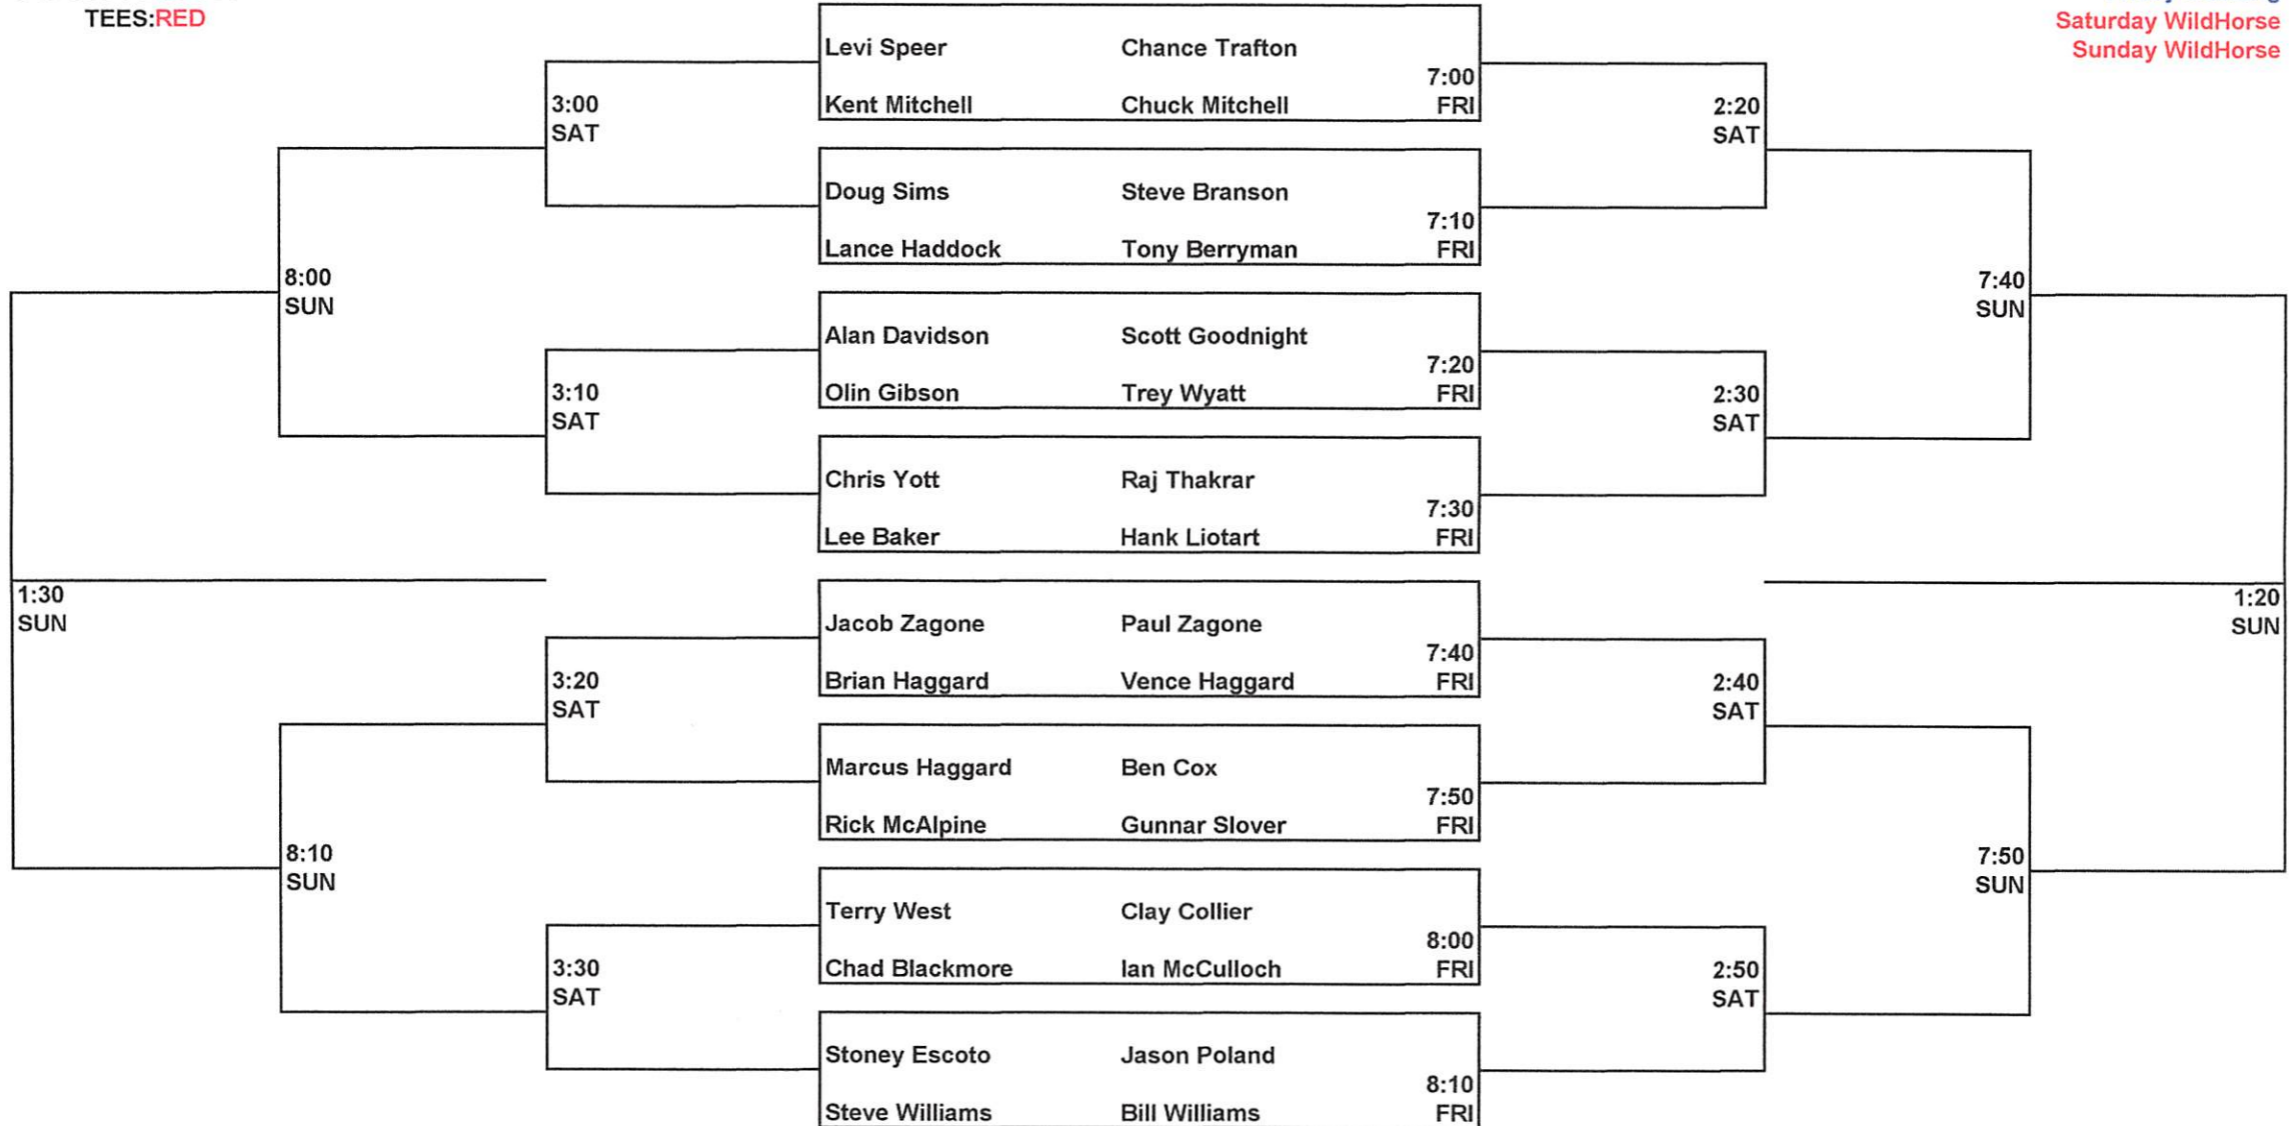 TEES:RED
Saturday WildHorse
Sunday WildHorse
Levi Speer Chance Trafton
7:00
Kent Mitchell Chuck Mitchell FRI
3:00
SAT
2:20
SAT
Doug Sims Steve Branson
7:10
Lance Haddock Tony Berryman FRI
8:00
SUN
7:40
SUN
Alan Davidson Scott Goodnight
7:20
Olin Gibson Trey Wyatt FRI
3:10
SAT
2:30
SAT
Chris Yott Raj Thakrar
7:30
Lee Baker Hank Liotart FRI
1:30
SUN
1:20
SUN
Jacob Zagone Paul Zagone
7:40
Brian Haggard Vence Haggard FRI
3:20
SAT
2:40
SAT
Marcus Haggard Ben Cox
7:50
Rick McAlpine Gunnar Slover FRI
8:10
SUN
7:50
SUN
Terry West Clay Collier
8:00
Chad Blackmore Ian McCulloch FRI
3:30
SAT
2:50
SAT
Stoney Escoto Jason Poland
8:10
Steve Williams Bill Williams FRI